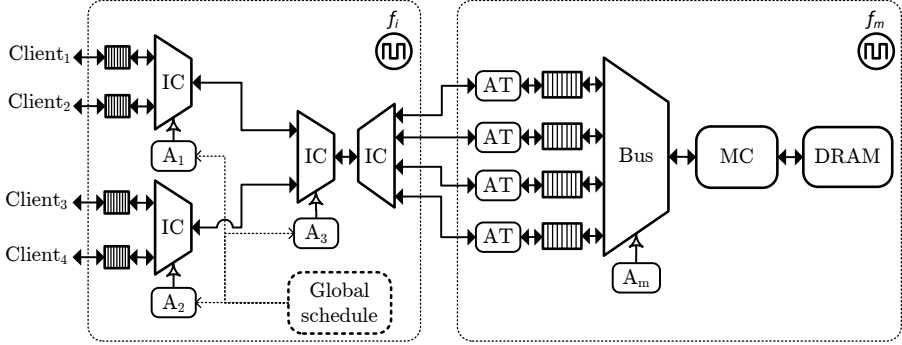 f_i
f_m
Client_1
IC
AT
Client_2
A_1
IC
IC
AT
Bus
MC
DRAM
Client_3
IC
AT
Client_4
A_3
AT
A_2
Global
schedule
A_m